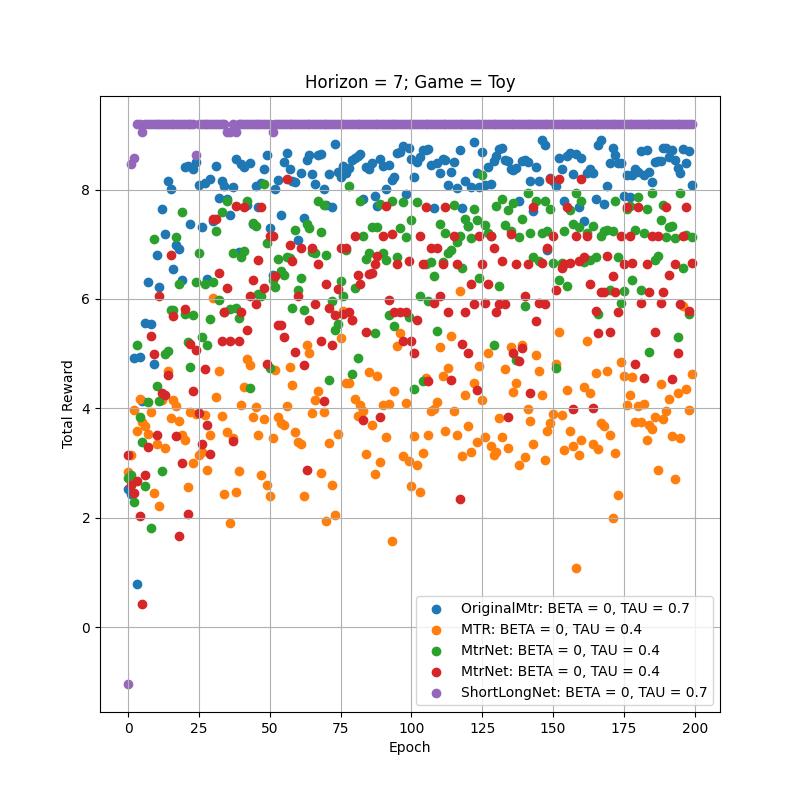 Horizon = 7; Game = Toy
Total Reward
8
6
4
2
0
0 25 50 75 100 125 150 175 200
Epoch
OriginalMtr: BETA = 0, TAU = 0.7
MTR: BETA = 0, TAU = 0.4
MtrNet: BETA = 0, TAU = 0.4
MtrNet: BETA = 0, TAU = 0.4
ShortLongNet: BETA = 0, TAU = 0.7